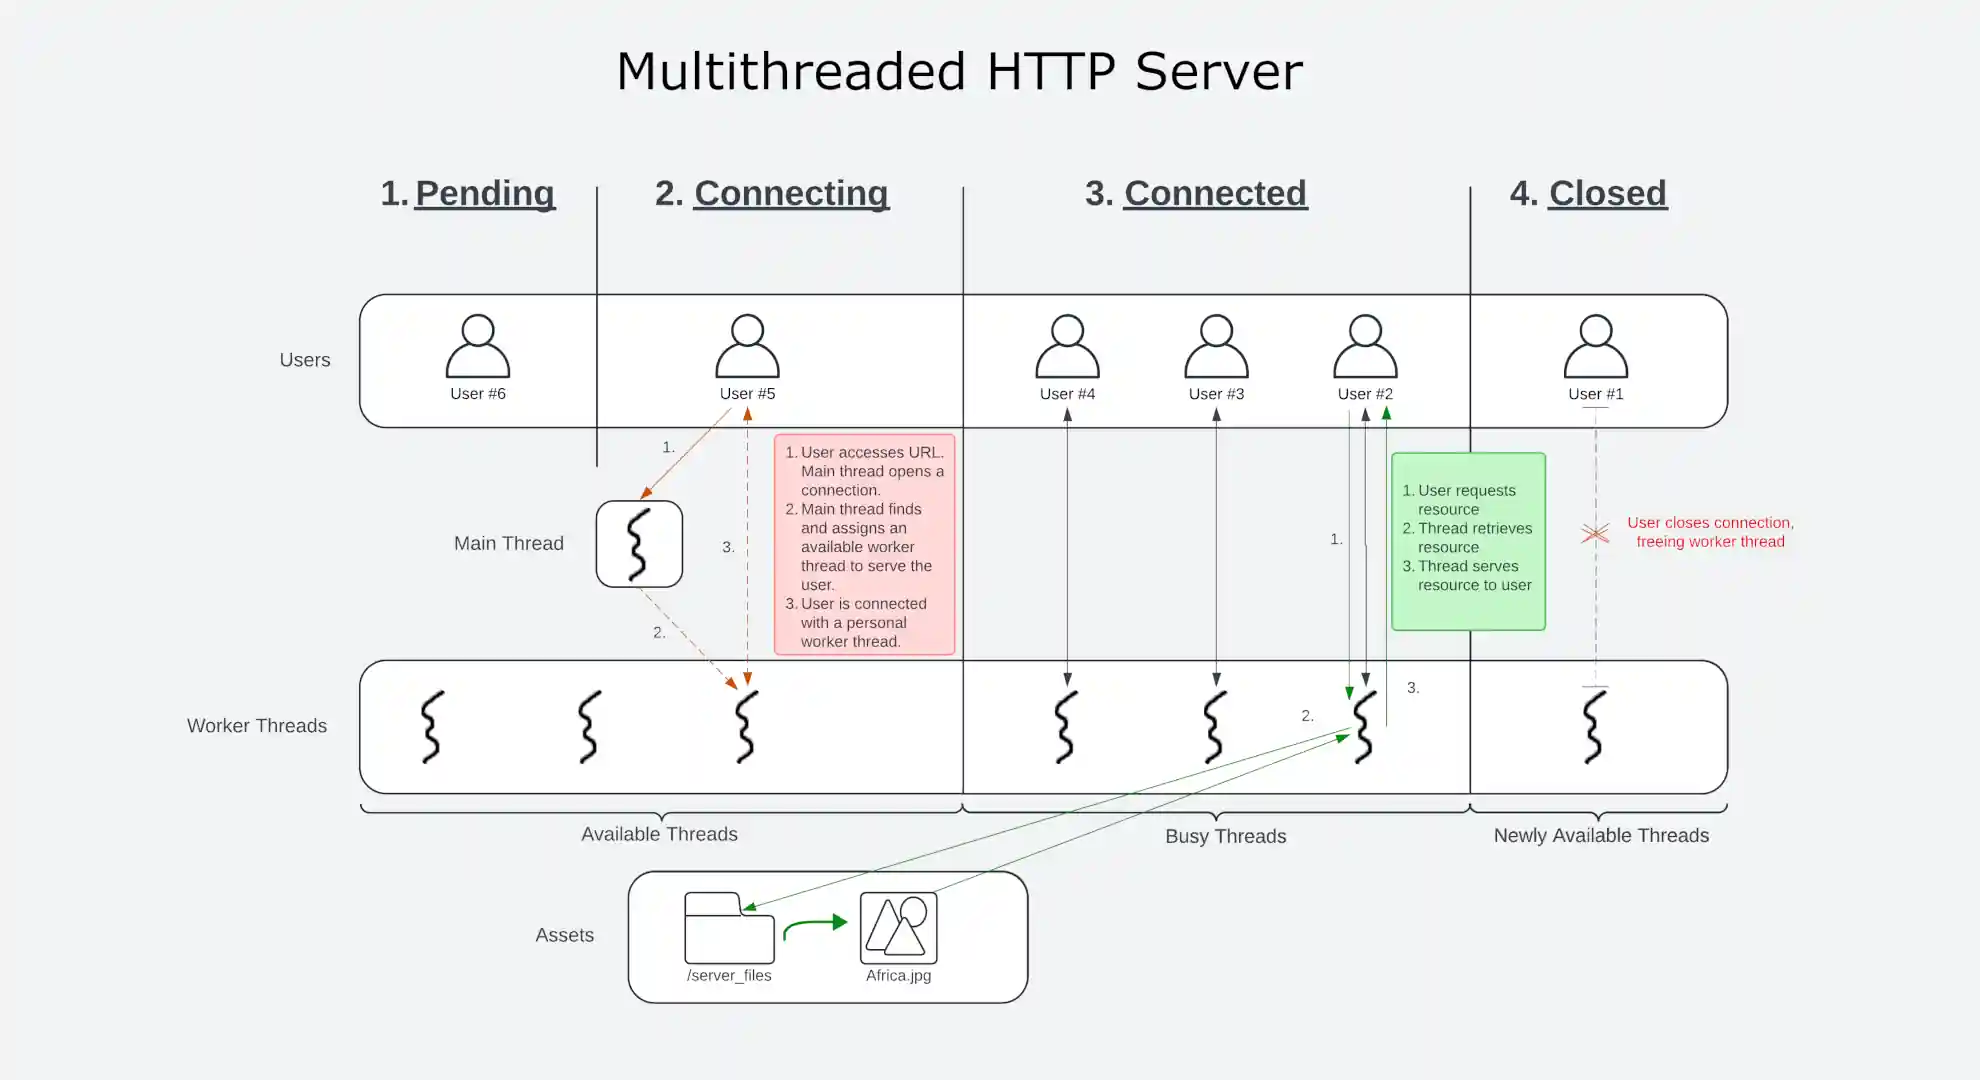 Multithreaded HTTP Server
1. Pending
2. Connecting
3. Connected
4. Closed
Users
User #6
User #5
User #4
User #3
User #2
User #1
1.
1. User accesses URL.
Main thread opens a
connection.
2. Main thread finds
and assigns an
available worker
thread to serve the
user.
3. User is connected
with a personal
worker thread.
1. User requests
resource
2. Thread retrieves
resource
3. Thread serves
resource to user
User closes connection,
freeing worker thread
Main Thread
3.
1.
2.
Worker Threads
2.
3.
Available Threads
Busy Threads
Newly Available Threads
Assets
/server_files
Africa.jpg